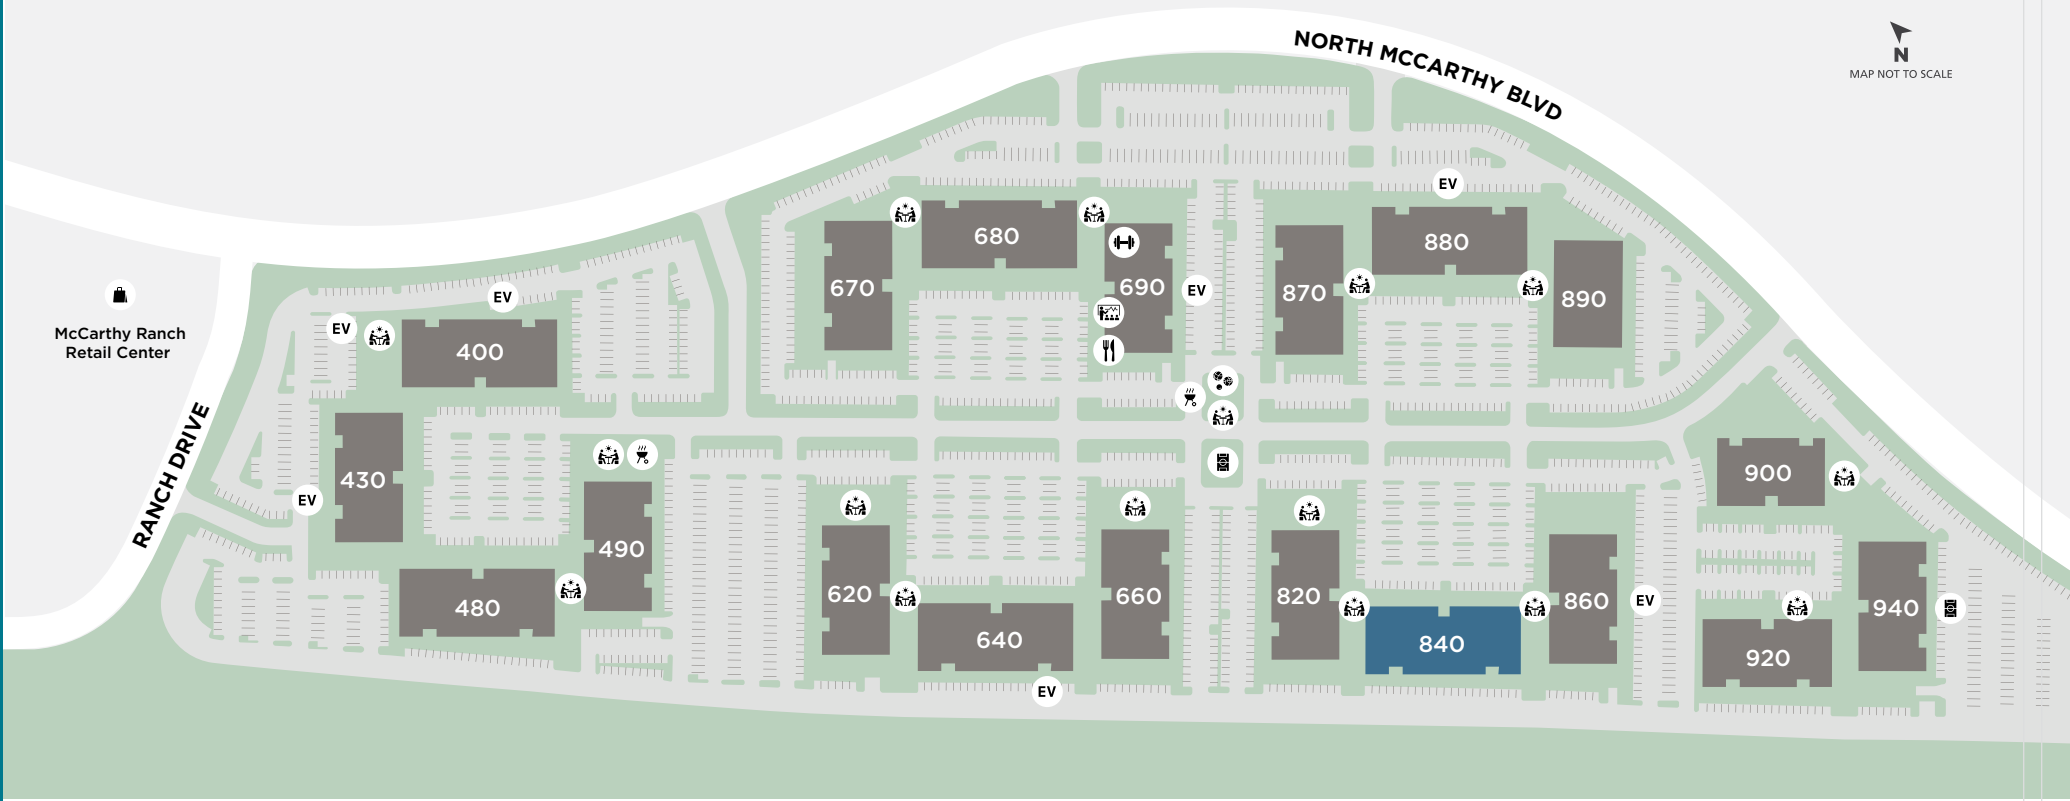 NORTH MCCARTHY BLVD
N
MAP NOT TO SCALE
EV
680
880
670
690
EV
870
890
EV
EV
400
McCarthy Ranch
Retail Center
RANCH DRIVE
430
EV
490
480
620
640
660
EV
820
840
860
EV
900
940
920